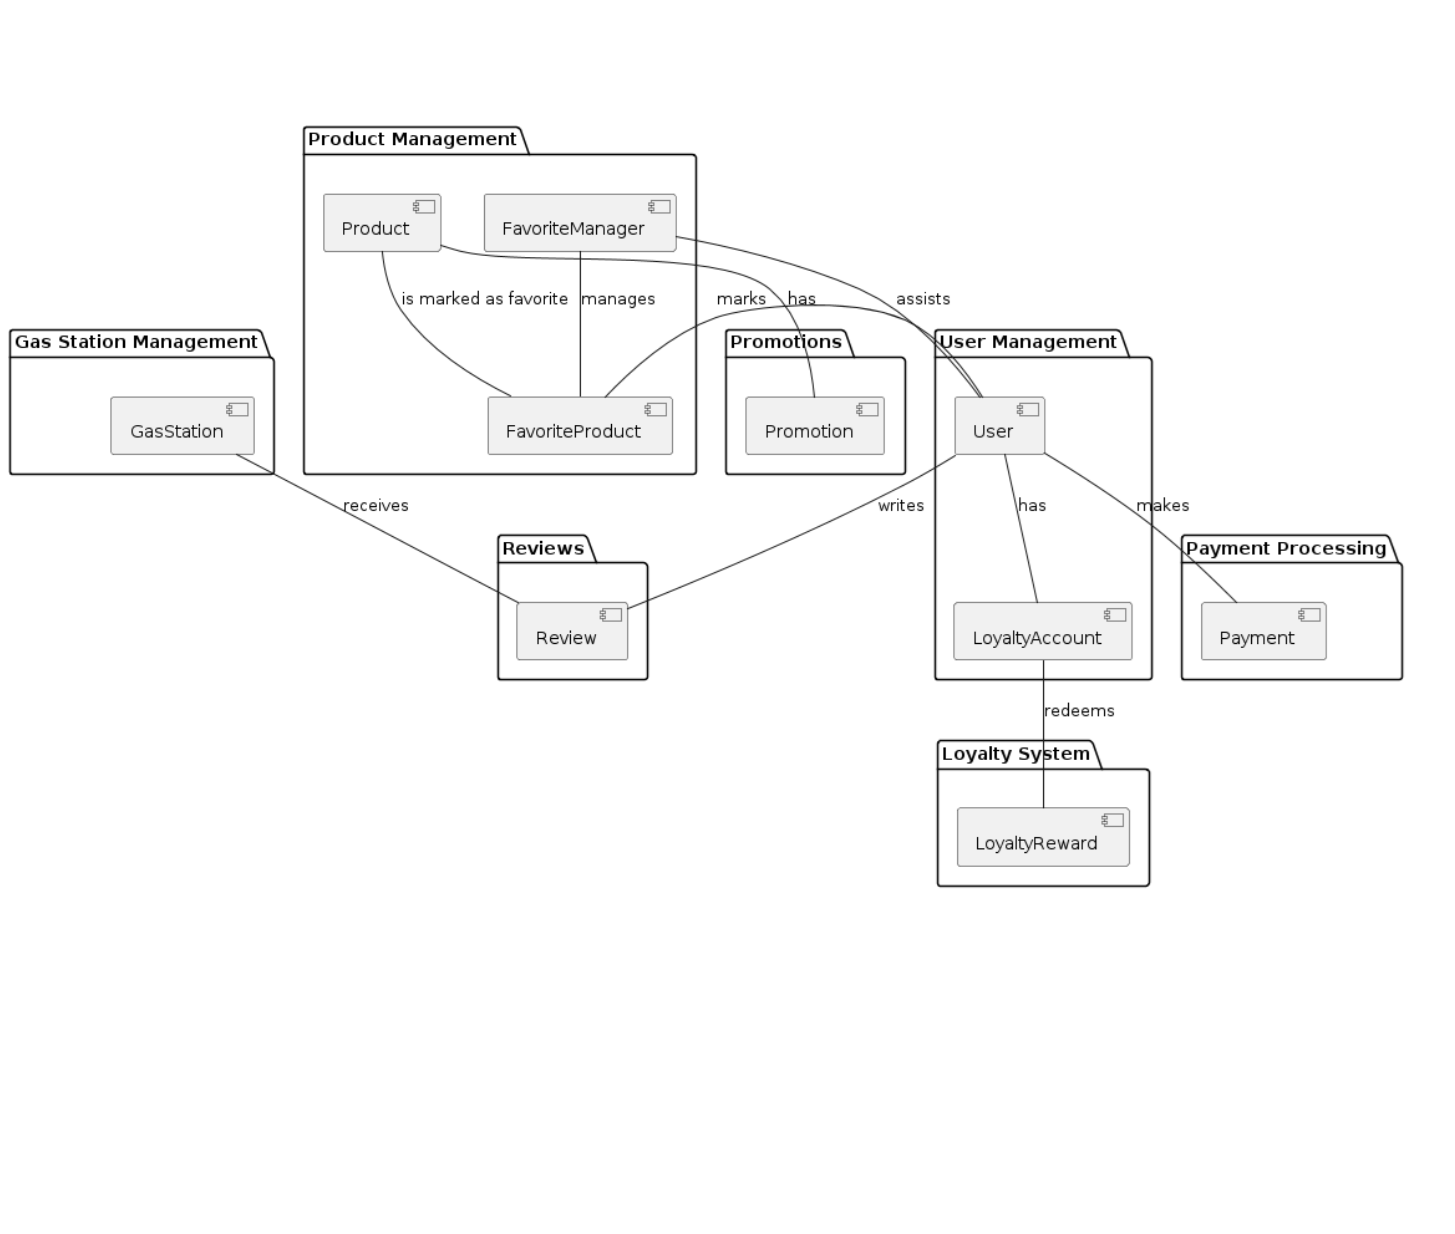 Product Management
Product
FavoriteManager
is marked as favorite
manages
marks
has
assists
Gas Station Management
Promotions
User Management
GasStation
FavoriteProduct
Promotion
User
receives
writes
has
makes
Reviews
Payment Processing
Review
LoyaltyAccount
Payment
redeems
Loyalty System
LoyaltyReward